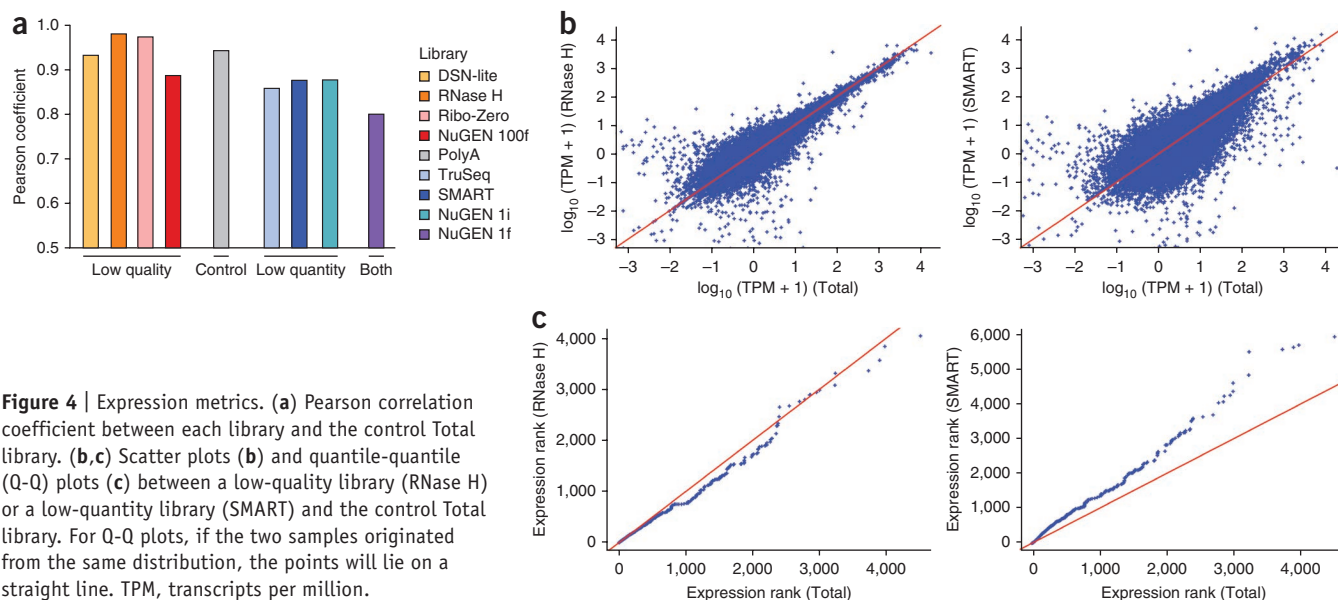 a
Pearson coefficient
1.0
0.9
0.8
0.7
0.6
0.5
Low quality
Control
Low quantity
Both
Library
DSN-lite
RNase H
Ribo-Zero
NuGEN 100f
PolyA
TruSeq
SMART
NuGEN 1i
NuGEN 1f
b
log10 (TPM + 1) (RNase H)
4
3
2
1
0
−1
−2
−3
−3 −2 −1 0 1 2 3 4
log10 (TPM + 1) (Total)
log10 (TPM + 1) (SMART)
4
3
2
1
0
−1
−2
−3
−3 −2 −1 0 1 2 3 4
log10 (TPM + 1) (Total)
c
Expression rank (RNase H)
4,000
3,000
2,000
1,000
0
0 1,000 2,000 3,000 4,000
Expression rank (Total)
Expression rank (SMART)
6,000
5,000
4,000
3,000
2,000
1,000
0
0 1,000 2,000 3,000 4,000
Expression rank (Total)
Figure 4 | Expression metrics. (a) Pearson correlation
coefficient between each library and the control Total
library. (b,c) Scatter plots (b) and quantile-quantile
(Q-Q) plots (c) between a low-quality library (RNase H)
or a low-quantity library (SMART) and the control Total
library. For Q-Q plots, if the two samples originated
from the same distribution, the points will lie on a
straight line. TPM, transcripts per million.